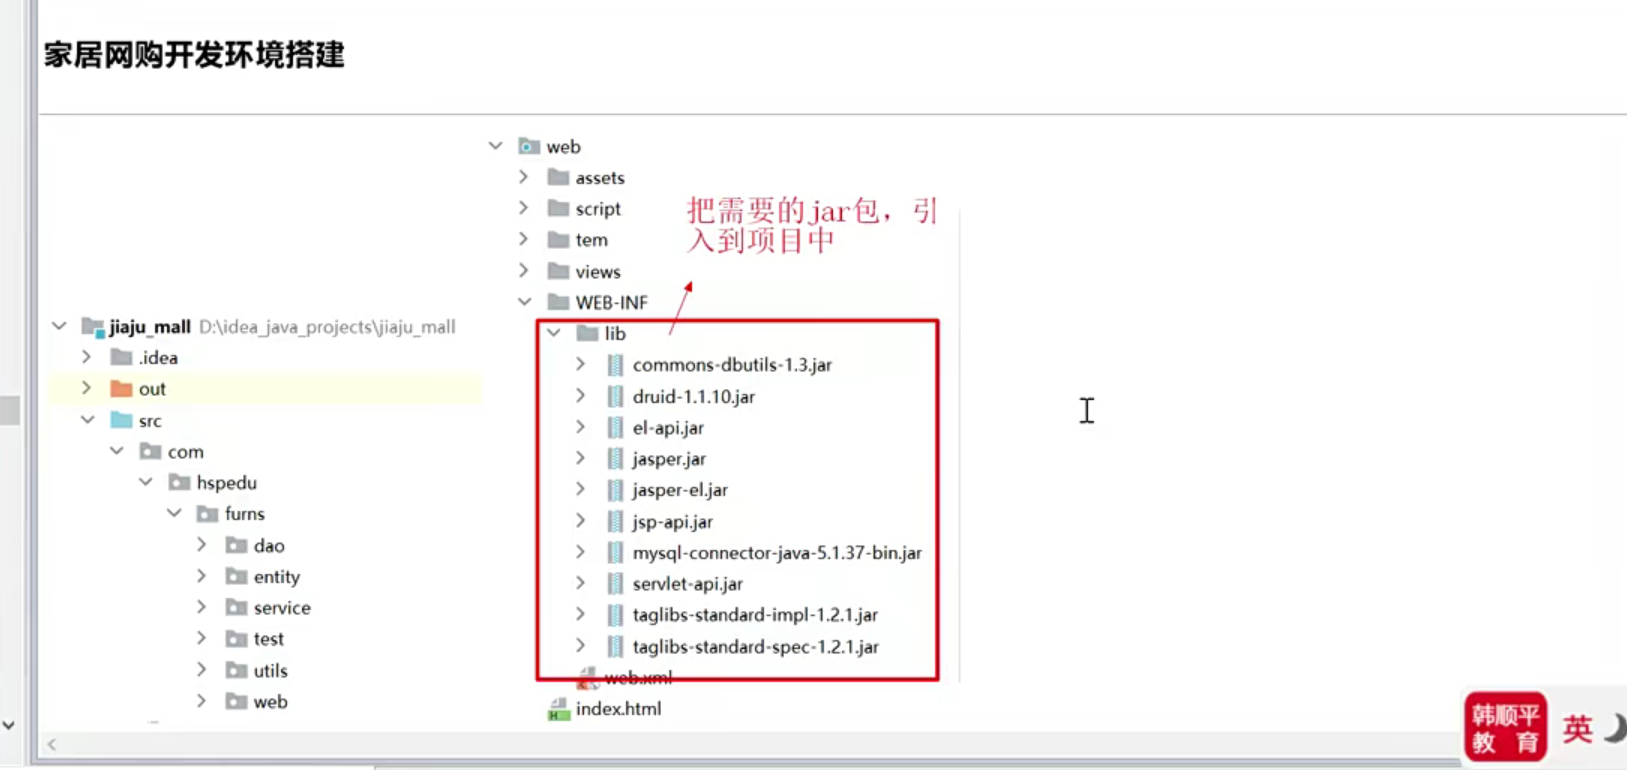 家居网购开发环境搭建
jiaju_mall D:\idea_java_projects\jiaju_mall
.idea
out
src
com
hspedu
furns
dao
entity
service
test
utils
web
web
assets
script
tem
views
WEB-INF
把需要的jar包，引
入到项目中
lib
commons-dbutils-1.3.jar
druid-1.1.10.jar
el-api.jar
jasper.jar
jasper-el.jar
jsp-api.jar
mysql-connector-java-5.1.37-bin.jar
servlet-api.jar
taglibs-standard-impl-1.2.1.jar
taglibs-standard-spec-1.2.1.jar
web.xml
index.html
韩顺平
教 育
英